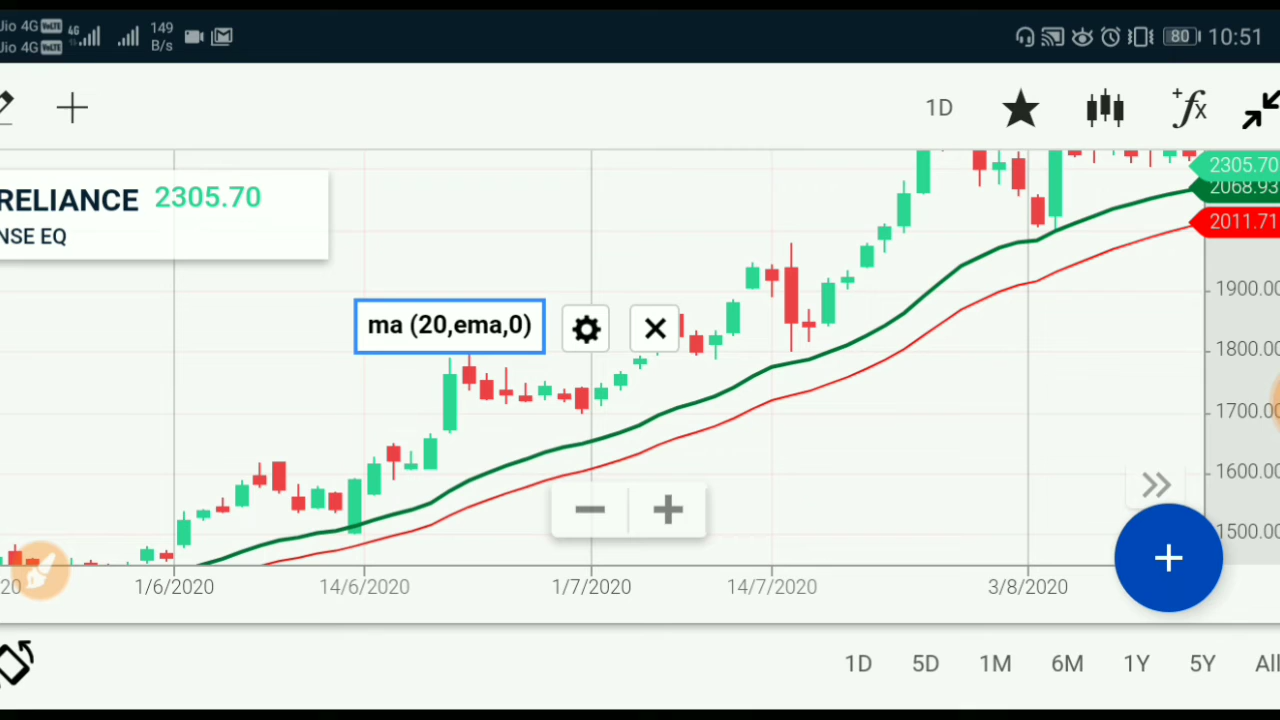 Jio 4G VoLTE 4G 149 B/s 80 10:51
Jio 4G VoLTE
1D +fx
RELIANCE 2305.70
NSE EQ
2305.70
2068.93
2011.71
ma (20,ema,0)
1900.00
1800.00
1700.00
1600.00
1500.00
20 1/6/2020 14/6/2020 1/7/2020 14/7/2020 3/8/2020
1D 5D 1M 6M 1Y 5Y All